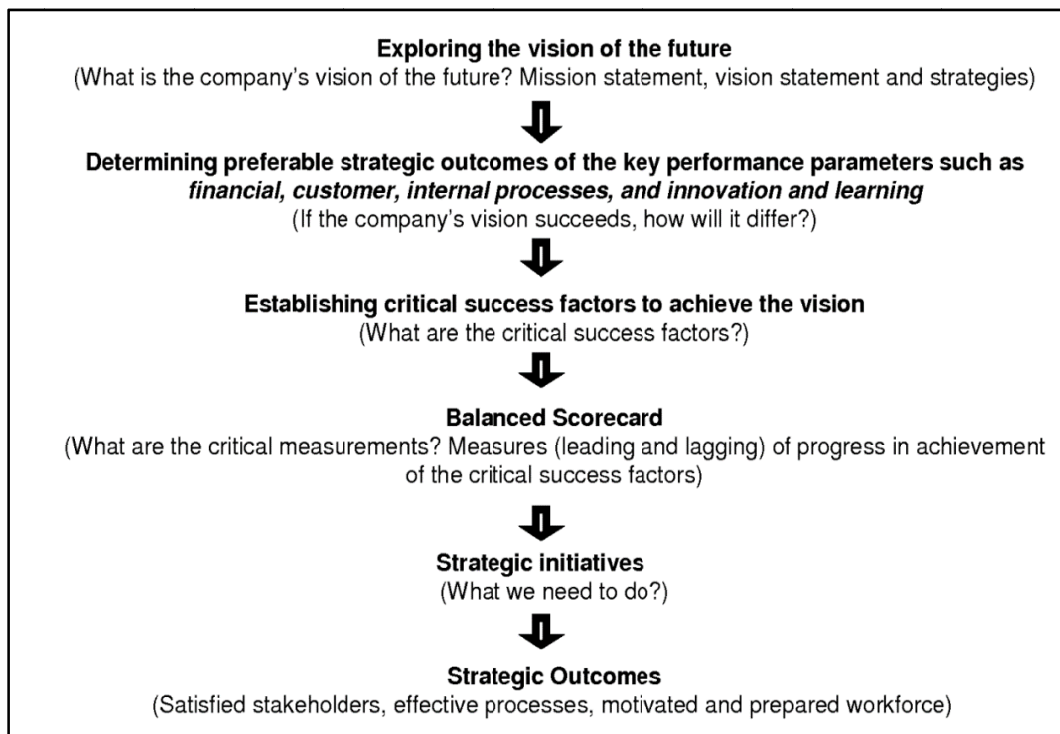 Exploring the vision of the future
(What is the company's vision of the future? Mission statement, vision statement and strategies)
Determining preferable strategic outcomes of the key performance parameters such as
financial, customer, internal processes, and innovation and learning
(If the company's vision succeeds, how will it differ?)
Establishing critical success factors to achieve the vision
(What are the critical success factors?)
Balanced Scorecard
(What are the critical measurements? Measures (leading and lagging) of progress in achievement
of the critical success factors)
Strategic initiatives
(What we need to do?)
Strategic Outcomes
(Satisfied stakeholders, effective processes, motivated and prepared workforce)